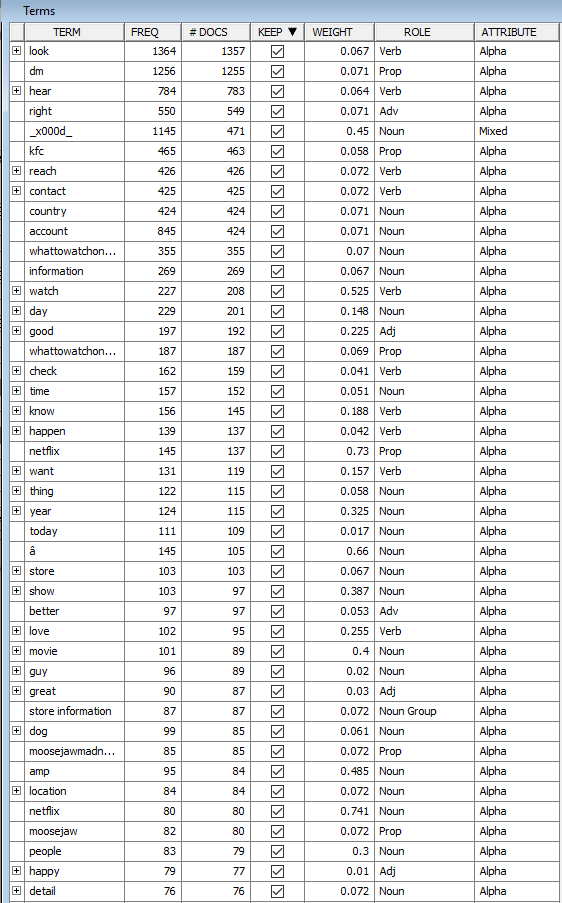 Terms
TERM FREQ # DOCS KEEP ▼ WEIGHT ROLE ATTRIBUTE
look 1364 1357 0.067 Verb Alpha
dm 1256 1255 0.071 Prop Alpha
hear 784 783 0.064 Verb Alpha
right 550 549 0.071 Adv Alpha
_x000d_ 1145 471 0.45 Noun Mixed
kfc 465 463 0.058 Prop Alpha
reach 426 426 0.072 Verb Alpha
contact 425 425 0.072 Verb Alpha
country 424 424 0.071 Noun Alpha
account 845 424 0.071 Noun Alpha
whattowatchon... 355 355 0.07 Noun Alpha
information 269 269 0.067 Noun Alpha
watch 227 208 0.525 Verb Alpha
day 229 201 0.148 Noun Alpha
good 197 192 0.225 Adj Alpha
whattowatchon... 187 187 0.069 Prop Alpha
check 162 159 0.041 Verb Alpha
time 157 152 0.051 Noun Alpha
know 156 145 0.188 Verb Alpha
happen 139 137 0.042 Verb Alpha
netflix 145 137 0.73 Prop Alpha
want 131 119 0.157 Verb Alpha
thing 122 115 0.058 Noun Alpha
year 124 115 0.325 Noun Alpha
today 111 109 0.017 Noun Alpha
â 145 105 0.66 Noun Alpha
store 103 103 0.067 Noun Alpha
show 103 97 0.387 Noun Alpha
better 97 97 0.053 Adv Alpha
love 102 95 0.255 Verb Alpha
movie 101 89 0.4 Noun Alpha
guy 96 89 0.02 Noun Alpha
great 90 87 0.03 Adj Alpha
store information 87 87 0.072 Noun Group Alpha
dog 99 85 0.061 Noun Alpha
moosejawmadn... 85 85 0.072 Prop Alpha
amp 95 84 0.485 Noun Alpha
location 84 84 0.072 Noun Alpha
netflix 80 80 0.741 Noun Alpha
moosejaw 82 80 0.072 Prop Alpha
people 83 79 0.3 Noun Alpha
happy 79 77 0.01 Adj Alpha
detail 76 76 0.072 Noun Alpha